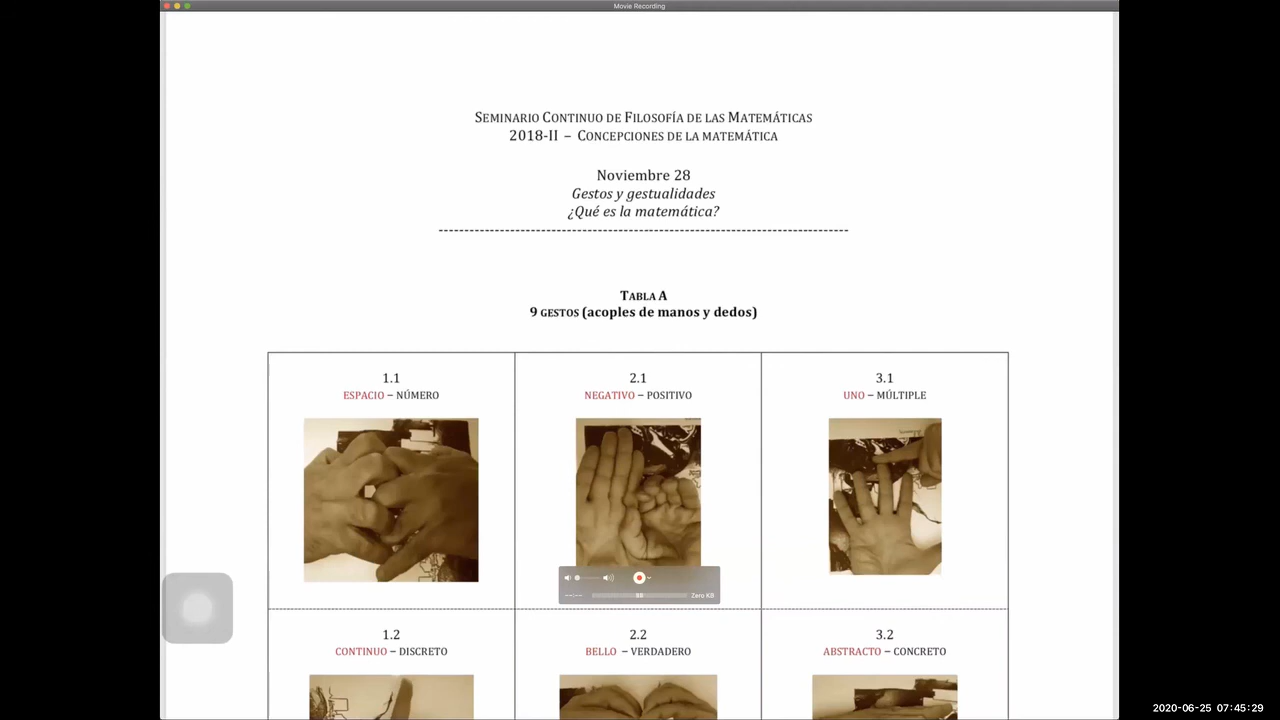 Movie Recording
SEMINARIO CONTINUO DE FILOSOFÍA DE LAS MATEMÁTICAS
2018-II – CONCEPCIONES DE LA MATEMÁTICA
Noviembre 28
Gestos y gestualidades
¿Qué es la matemática?
TABLA A
9 GESTOS (acoples de manos y dedos)
1.1
ESPACIO – NÚMERO
2.1
NEGATIVO – POSITIVO
3.1
UNO – MÚLTIPLE
--:--
Zero KB
1.2
CONTINUO – DISCRETO
2.2
BELLO – VERDADERO
3.2
ABSTRACTO – CONCRETO
2020-06-25 07:45:29